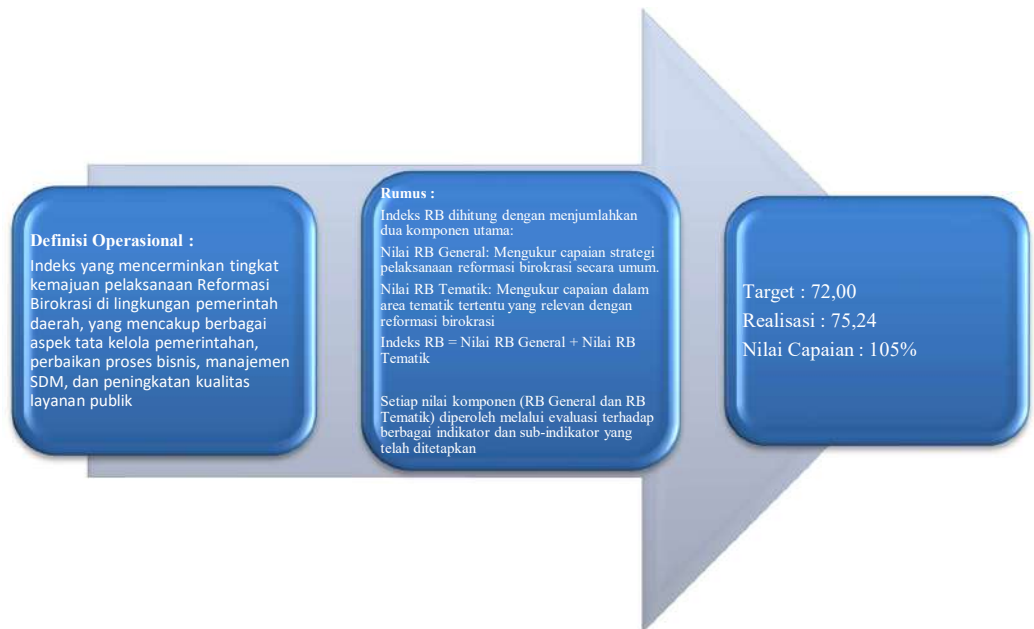 Definisi Operasional :
Indeks yang mencerminkan tingkat
kemajuan pelaksanaan Reformasi
Birokrasi di lingkungan pemerintah
daerah, yang mencakup berbagai
aspek tata kelola pemerintahan,
perbaikan proses bisnis, manajemen
SDM, dan peningkatan kualitas
layanan publik
Rumus :
Indeks RB dihitung dengan menjumlahkan
dua komponen utama:
Nilai RB General: Mengukur capaian strategi
pelaksanaan reformasi birokrasi secara umum.
Nilai RB Tematik: Mengukur capaian dalam
area tematik tertentu yang relevan dengan
reformasi birokrasi
Indeks RB = Nilai RB General + Nilai RB
Tematik
Setiap nilai komponen (RB General dan RB
Tematik) diperoleh melalui evaluasi terhadap
berbagai indikator dan sub-indikator yang
telah ditetapkan
Target : 72,00
Realisasi : 75,24
Nilai Capaian : 105%